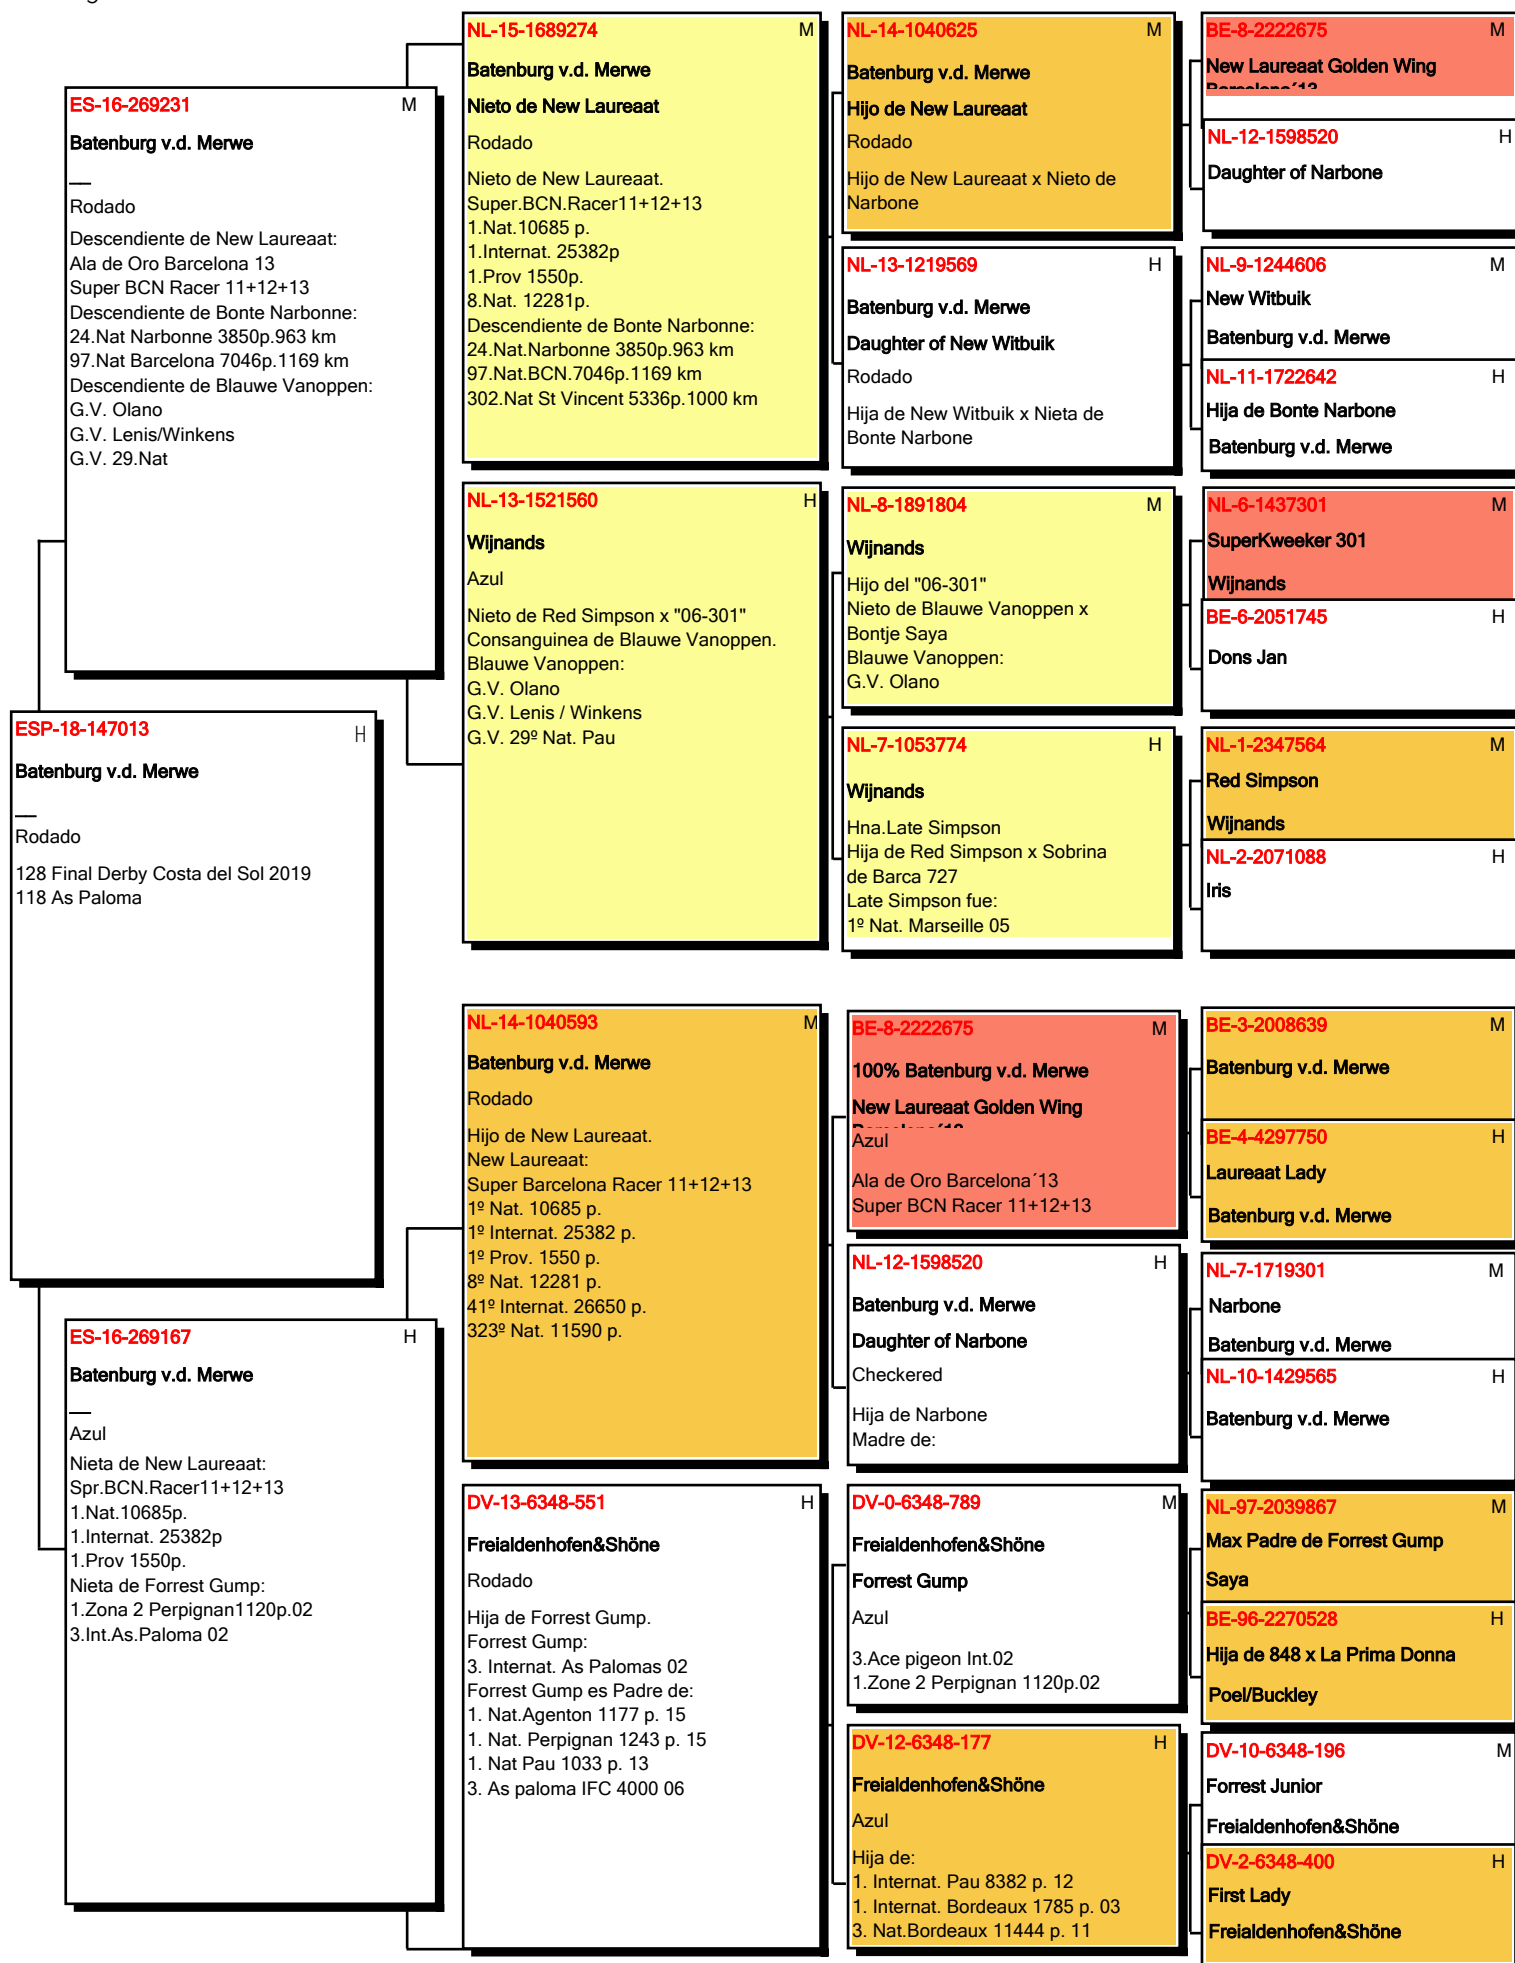 ESP-18-147013 H
Batenburg v.d. Merwe
__
Rodado
128 Final Derby Costa del Sol 2019
118 As Paloma
ES-16-269231 M
Batenburg v.d. Merwe
__
Rodado
Descendiente de New Laureaat:
Ala de Oro Barcelona 13
Super BCN Racer 11+12+13
Descendiente de Bonte Narbonne:
24.Nat Narbonne 3850p.963 km
97.Nat Barcelona 7046p.1169 km
Descendiente de Blauwe Vanoppen:
G.V. Olano
G.V. Lenis/Winkens
G.V. 29.Nat
ES-16-269167 H
Batenburg v.d. Merwe
__
Azul
Nieta de New Laureaat:
Spr.BCN.Racer11+12+13
1.Nat.10685p.
1.Internat. 25382p
1.Prov 1550p.
Nieta de Forrest Gump:
1.Zona 2 Perpignan1120p.02
3.Int.As.Paloma 02
NL-15-1689274 M
Batenburg v.d. Merwe
Nieto de New Laureaat
Rodado
Nieto de New Laureaat.
Super.BCN.Racer11+12+13
1.Nat.10685 p.
1.Internat. 25382p
1.Prov 1550p.
8.Nat. 12281p.
Descendiente de Bonte Narbonne:
24.Nat.Narbonne 3850p.963 km
97.Nat.BCN.7046p.1169 km
302.Nat St Vincent 5336p.1000 km
NL-13-1521560 H
Wijnands
Azul
Nieto de Red Simpson x "06-301"
Consanguinea de Blauwe Vanoppen.
Blauwe Vanoppen:
G.V. Olano
G.V. Lenis / Winkens
G.V. 29º Nat. Pau
NL-14-1040593 M
Batenburg v.d. Merwe
Rodado
Hijo de New Laureaat.
New Laureaat:
Super Barcelona Racer 11+12+13
1º Nat. 10685 p.
1º Internat. 25382 p.
1º Prov. 1550 p.
8º Nat. 12281 p.
41º Internat. 26650 p.
323º Nat. 11590 p.
DV-13-6348-551 H
Freialdenhofen&Shöne
Rodado
Hija de Forrest Gump.
Forrest Gump:
3. Internat. As Palomas 02
Forrest Gump es Padre de:
1. Nat.Agenton 1177 p. 15
1. Nat. Perpignan 1243 p. 15
1. Nat Pau 1033 p. 13
3. As paloma IFC 4000 06
NL-14-1040625 M
Batenburg v.d. Merwe
Hijo de New Laureaat
Rodado
Hijo de New Laureaat x Nieto de
Narbone
NL-13-1219569 H
Batenburg v.d. Merwe
Daughter of New Witbuik
Rodado
Hija de New Witbuik x Nieta de
Bonte Narbone
NL-8-1891804 M
Wijnands
Hijo del "06-301"
Nieto de Blauwe Vanoppen x
Bontje Saya
Blauwe Vanoppen:
G.V. Olano
NL-7-1053774 H
Wijnands
Hna.Late Simpson
Hija de Red Simpson x Sobrina
de Barca 727
Late Simpson fue:
1º Nat. Marseille 05
BE-8-2222675 M
100% Batenburg v.d. Merwe
New Laureaat Golden Wing
Azul
Ala de Oro Barcelona´13
Super BCN Racer 11+12+13
NL-12-1598520 H
Batenburg v.d. Merwe
Daughter of Narbone
Checkered
Hija de Narbone
Madre de:
DV-0-6348-789 M
Freialdenhofen&Shöne
Forrest Gump
Azul
3.Ace pigeon Int.02
1.Zone 2 Perpignan 1120p.02
DV-12-6348-177 H
Freialdenhofen&Shöne
Azul
Hija de:
1. Internat. Pau 8382 p. 12
1. Internat. Bordeaux 1785 p. 03
3. Nat.Bordeaux 11444 p. 11
BE-8-2222675 M
New Laureaat Golden Wing
NL-12-1598520 H
Daughter of Narbone
NL-9-1244606 M
New Witbuik
Batenburg v.d. Merwe
NL-11-1722642 H
Hija de Bonte Narbone
Batenburg v.d. Merwe
NL-6-1437301 M
SuperKweeker 301
Wijnands
BE-6-2051745 H
Dons Jan
NL-1-2347564 M
Red Simpson
Wijnands
NL-2-2071088 H
Iris
BE-3-2008639 M
Batenburg v.d. Merwe
BE-4-4297750 H
Laureaat Lady
Batenburg v.d. Merwe
NL-7-1719301 M
Narbone
Batenburg v.d. Merwe
NL-10-1429565 H
Batenburg v.d. Merwe
NL-97-2039867 M
Max Padre de Forrest Gump
Saya
BE-96-2270528 H
Hija de 848 x La Prima Donna
Poel/Buckley
DV-10-6348-196 M
Forrest Junior
Freialdenhofen&Shöne
DV-2-6348-400 H
First Lady
Freialdenhofen&Shöne